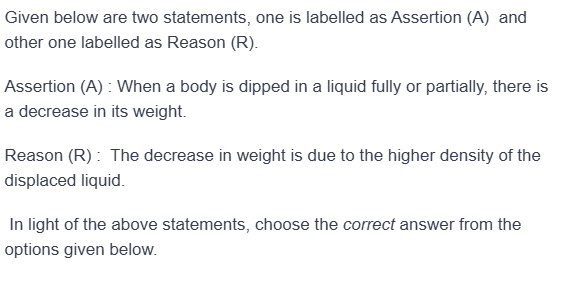 Given below are two statements, one is labelled as Assertion (A) and
other one labelled as Reason (R).
Assertion (A) : When a body is dipped in a liquid fully or partially, there is
a decrease in its weight.
Reason (R) : The decrease in weight is due to the higher density of the
displaced liquid.
In light of the above statements, choose the correct answer from the
options given below.